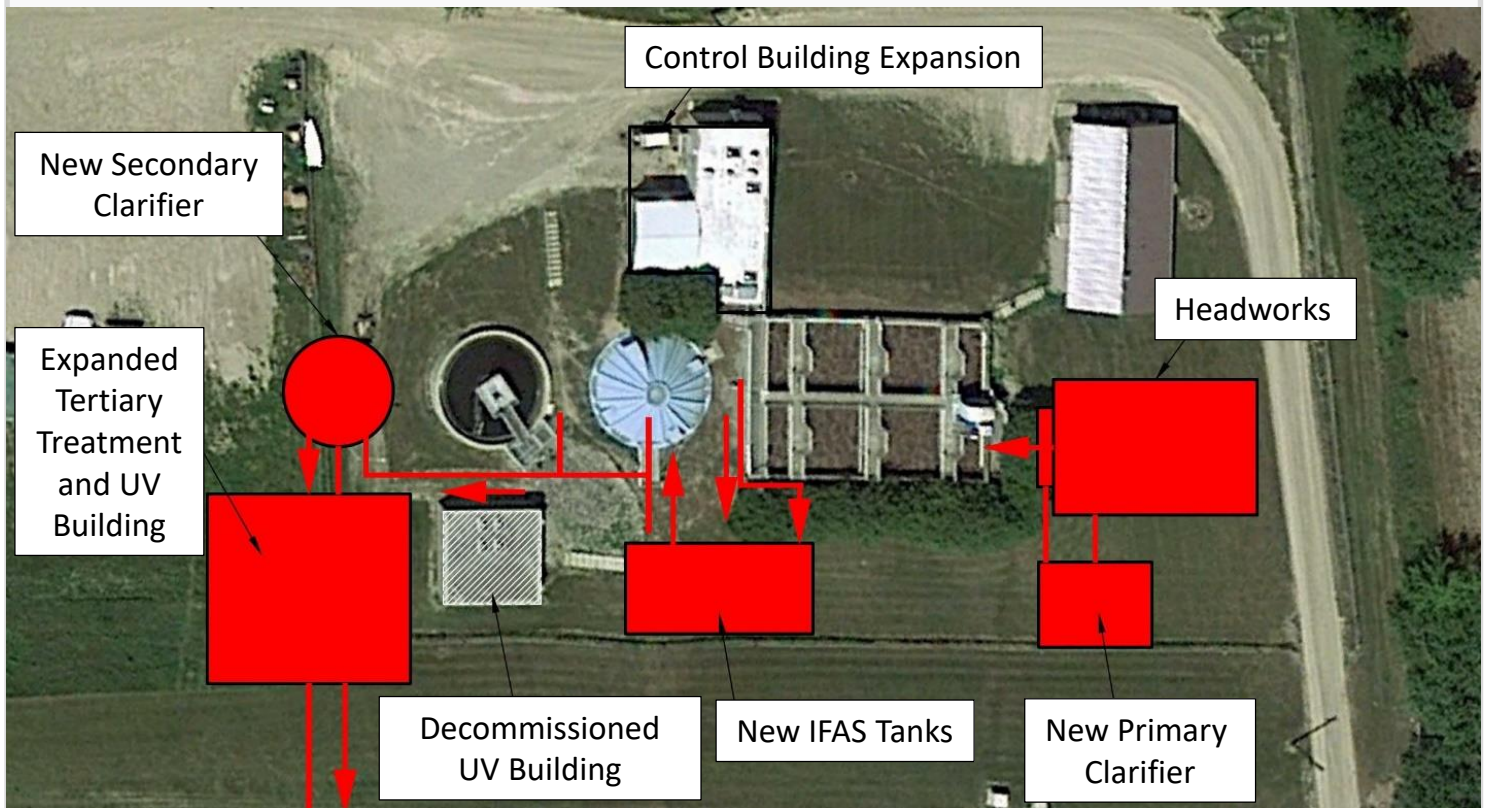 Control Building Expansion
New Secondary
Clarifier
Headworks
Expanded
Tertiary
Treatment
and UV
Building
Decommissioned
UV Building
New IFAS Tanks
New Primary
Clarifier